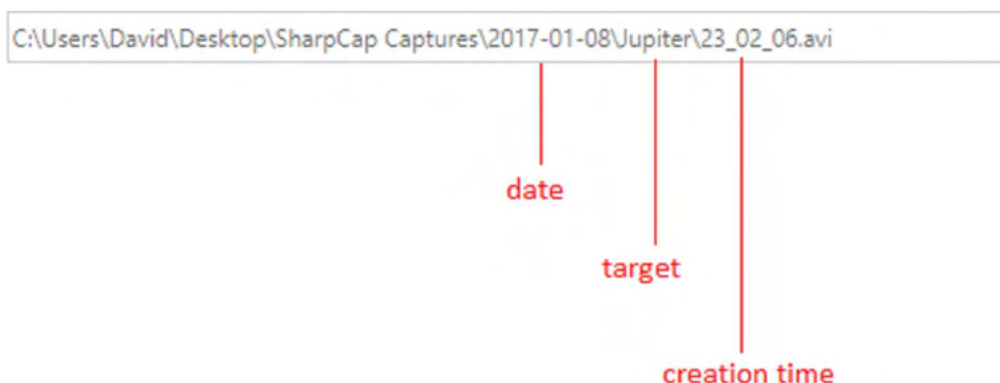 C:\Users\David\Desktop\SharpCap Captures\2017-01-08\Jupiter\23_02_06.avi
date
target
creation time